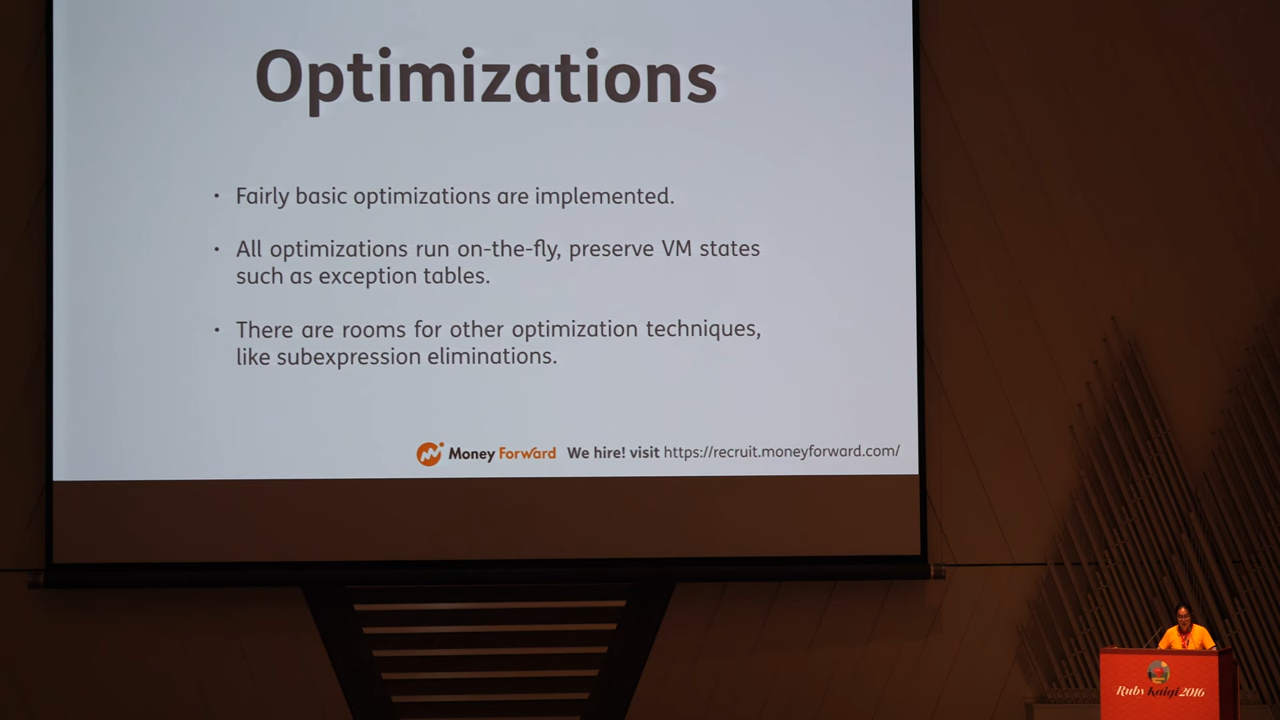 Optimizations
・ Fairly basic optimizations are implemented.
・ All optimizations run on-the-fly, preserve VM states
such as exception tables.
・ There are rooms for other optimization techniques,
like subexpression eliminations.
Money Forward We hire! visit https://recruit.moneyforward.com/
Ruby Kaigi 2016